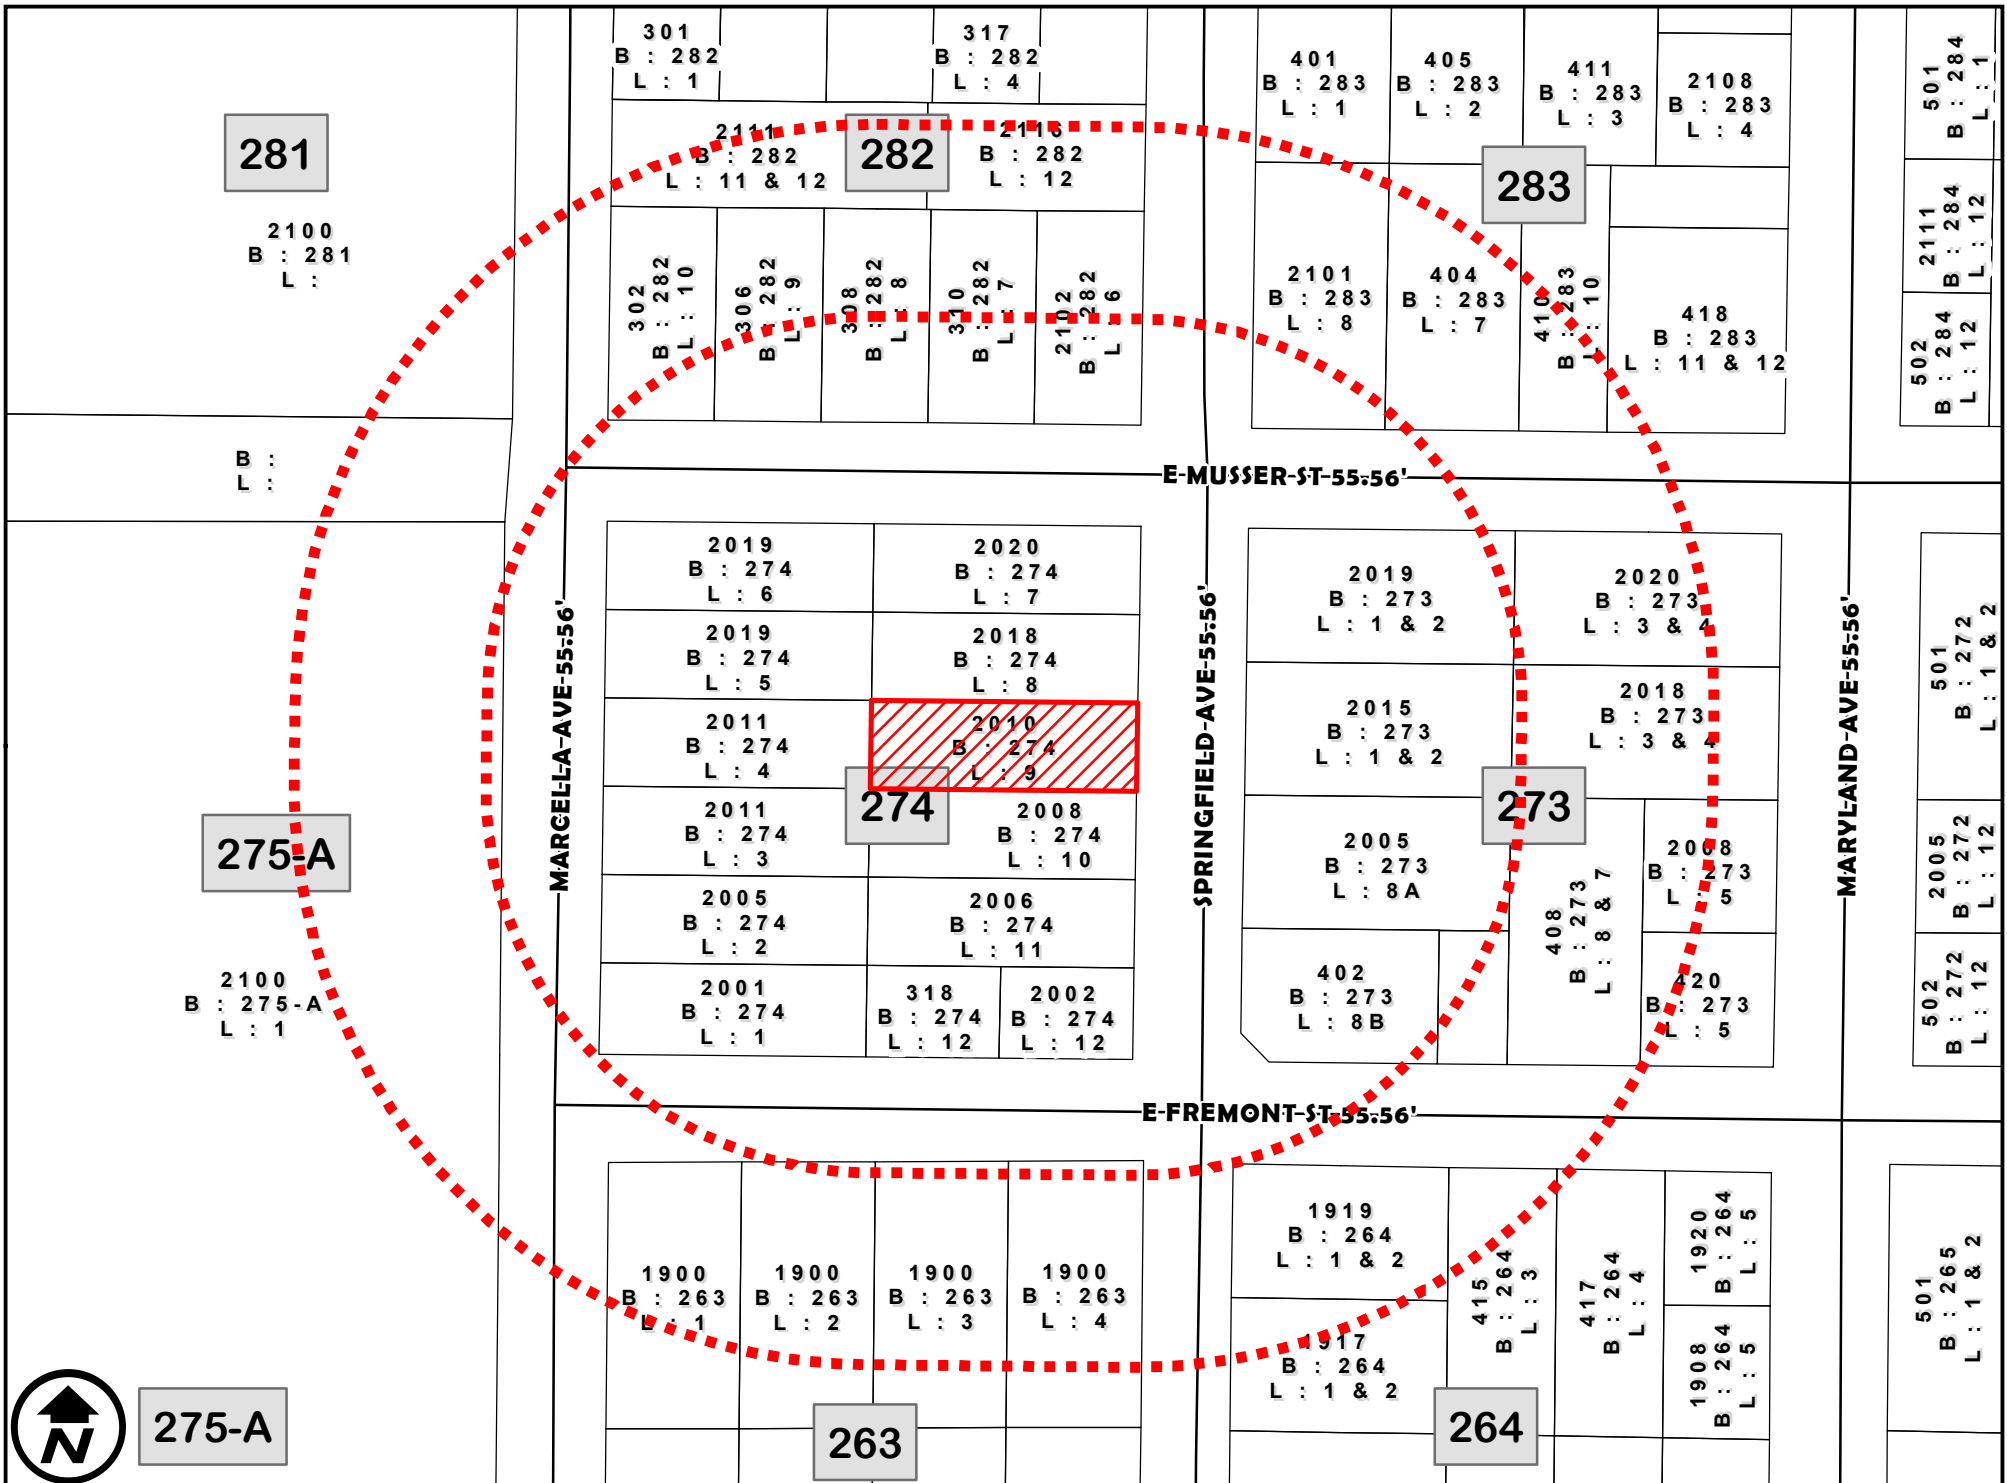 301
B : 282
L : 1
317
B : 282
L : 4
401
B : 283
L : 1
405
B : 283
L : 2
411
B : 283
L : 3
2108
B : 283
L : 4
501
B : 284
L : 1
281
2100
B : 281
L :
2111
B : 282
L : 11 & 12
282
2116
B : 282
L : 12
283
2111
B : 284
L : 12
302
B : 282
L : 10
306
B : 282
L : 9
308
B : 282
L : 8
310
B : 282
L : 7
2102
B : 282
L : 6
2101
B : 283
L : 8
404
B : 283
L : 7
410
B : 283
L : 10
418
B : 283
L : 11 & 12
502
B : 284
L : 12
B :
L :
E-MUSSER-ST-55.56'
2019
B : 274
L : 6
2020
B : 274
L : 7
2019
B : 273
L : 1 & 2
2020
B : 273
L : 3 & 4
501
B : 272
L : 1 & 2
2019
B : 274
L : 5
2018
B : 274
L : 8
MARCELLA-AVE-55.56'
SPRINGFIELD-AVE-55.56'
MARYLAND-AVE-55.56'
2011
B : 274
L : 4
2010
B : 274
L : 9
2015
B : 273
L : 1 & 2
2018
B : 273
L : 3 & 4
274
273
275-A
2011
B : 274
L : 3
2008
B : 274
L : 10
2005
B : 273
L : 8A
408
B : 273
L : 8 & 7
2008
B : 273
L : 5
2005
B : 272
L : 12
2005
B : 274
L : 2
2006
B : 274
L : 11
2100
B : 275-A
L : 1
2001
B : 274
L : 1
318
B : 274
L : 12
2002
B : 274
L : 12
402
B : 273
L : 8B
420
B : 273
L : 5
502
B : 272
L : 12
E-FREMONT-ST-55.56'
1900
B : 263
L : 1
1900
B : 263
L : 2
1900
B : 263
L : 3
1900
B : 263
L : 4
1919
B : 264
L : 1 & 2
415
B : 264
L : 3
417
B : 264
L : 4
1920
B : 264
L : 5
501
B : 265
L : 1 & 2
1917
B : 264
L : 1 & 2
1908
B : 264
L : 5
N
275-A
263
264